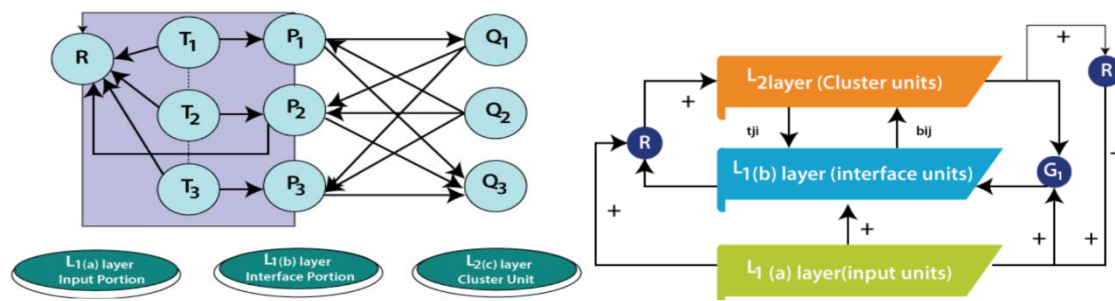 R
T1
P1
Q1
T2
P2
Q2
T3
P3
Q3
L1(a) layer
Input Portion
L1(b) layer
Interface Portion
L2(c) layer
Cluster Unit
+
R
L2layer (Cluster units)
+
tji
bij
R
+
L1(b) layer (interface units)
G1
+
+
+
+
L1 (a) layer(input units)